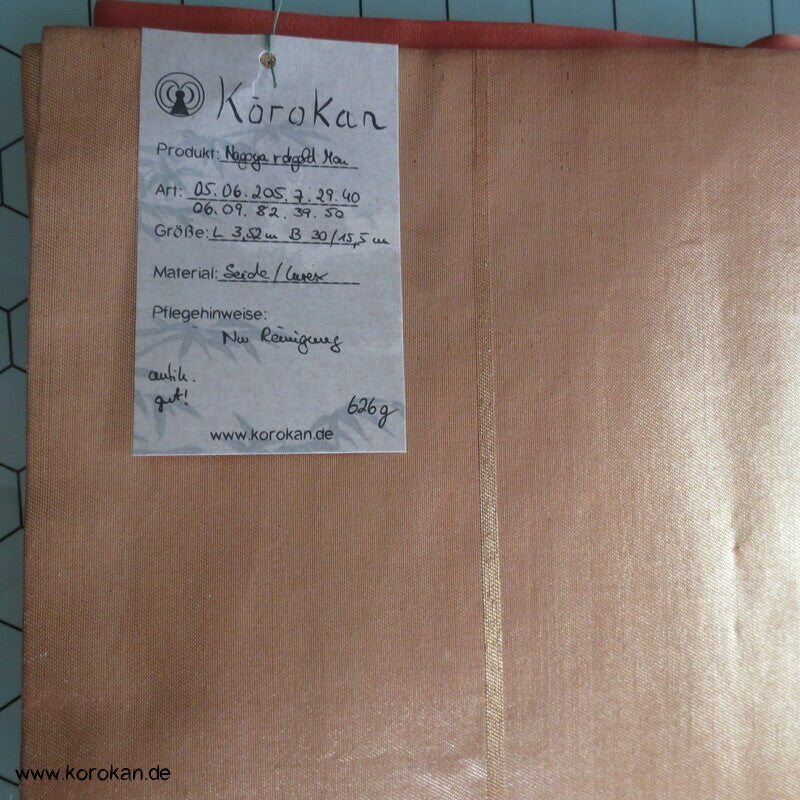 Korokan
Produkt: Nagoya rotgold Mon
Art: 05.06.205.7.29.40
06.09.82.39.50
Größe: L 3,52m B 30/15,5 cm
Material: Seide/Lurex
Pflegehinweise:
Nur Reinigung
antik.
gut!
626g
www.korokan.de
www.korokan.de